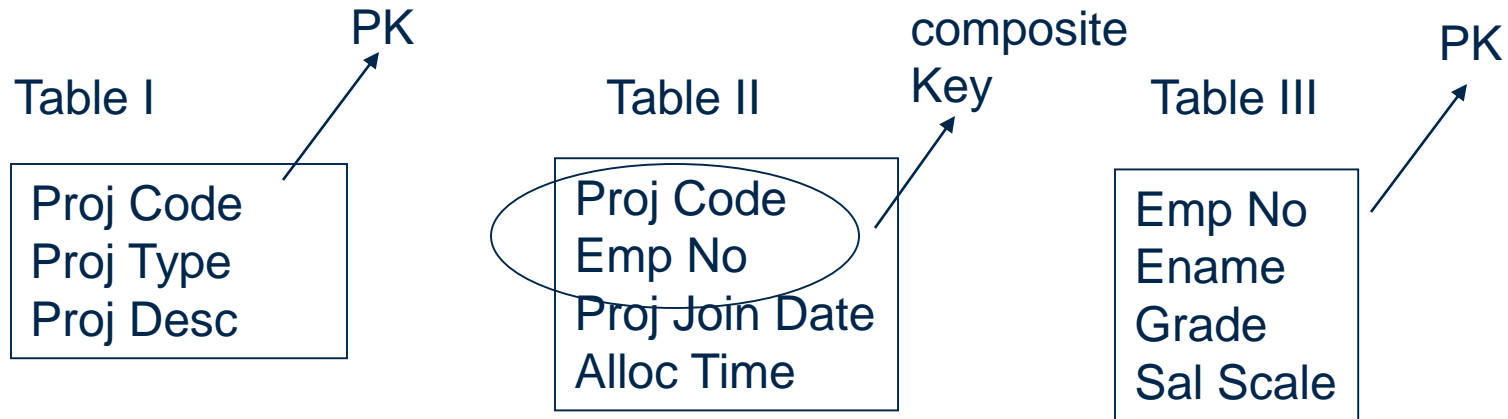 PK
Table I
Proj Code
Proj Type
Proj Desc
composite
Key
Table II
Proj Code
Emp No
Proj Join Date
Alloc Time
PK
Table III
Emp No
Ename
Grade
Sal Scale